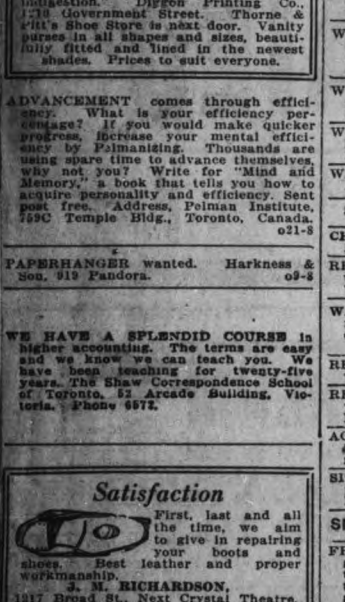 indigestion. Diggon Printing Co.,
Government Street. Thorne &
Pitt's Shoe Store is next door. Vanity
purses in all shapes and sizes, beauti-
fully fitted and lined in the newest
shades. Prices to suit everyone.
ADVANCEMENT comes through effici-
ency. What is your efficiency per-
centage? If you would make quicker
progress, increase your mental effici-
ency by Pelmanizing. Thousands are
using spare time to advance themselves,
why not you? Write for "Mind and
Memory," a book that tells you how to
acquire personality and efficiency. Sent
post free. Address, Pelman Institute,
759C Temple Bldg., Toronto, Canada.
o21-8
PAPERHANGER wanted. Harkness &
Son, 919 Pandora. o9-8
WE HAVE A SPLENDID COURSE in
higher accounting. The terms are easy
and we know we can teach you. We
have been teaching for twenty-five
years. The Shaw Correspondence School
of Toronto, 52 Arcade Building, Vic-
toria. Phone 6572.
Satisfaction
First, last and all
the time, we aim
to give in repairing
your boots and
shoes. Best leather and proper
workmanship.
J. M. RICHARDSON,
1217 Broad St., Next Crystal Theatre.